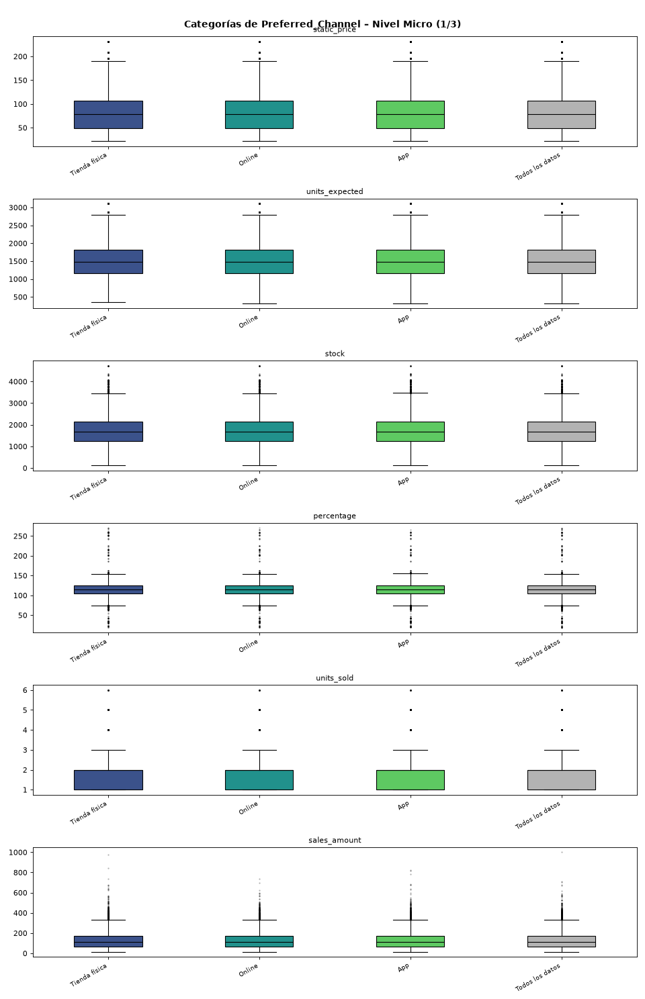 Categorías de Preferred_Channel – Nivel Micro (1/3)
static_price
200
150
100
50
Tienda física
Online
App
Todos los datos
units_expected
3000
2500
2000
1500
1000
500
Tienda física
Online
App
Todos los datos
stock
4000
3000
2000
1000
0
Tienda física
Online
App
Todos los datos
percentage
250
200
150
100
50
Tienda física
Online
App
Todos los datos
units_sold
6
5
4
3
2
1
Tienda física
Online
App
Todos los datos
sales_amount
1000
800
600
400
200
0
Tienda física
Online
App
Todos los datos